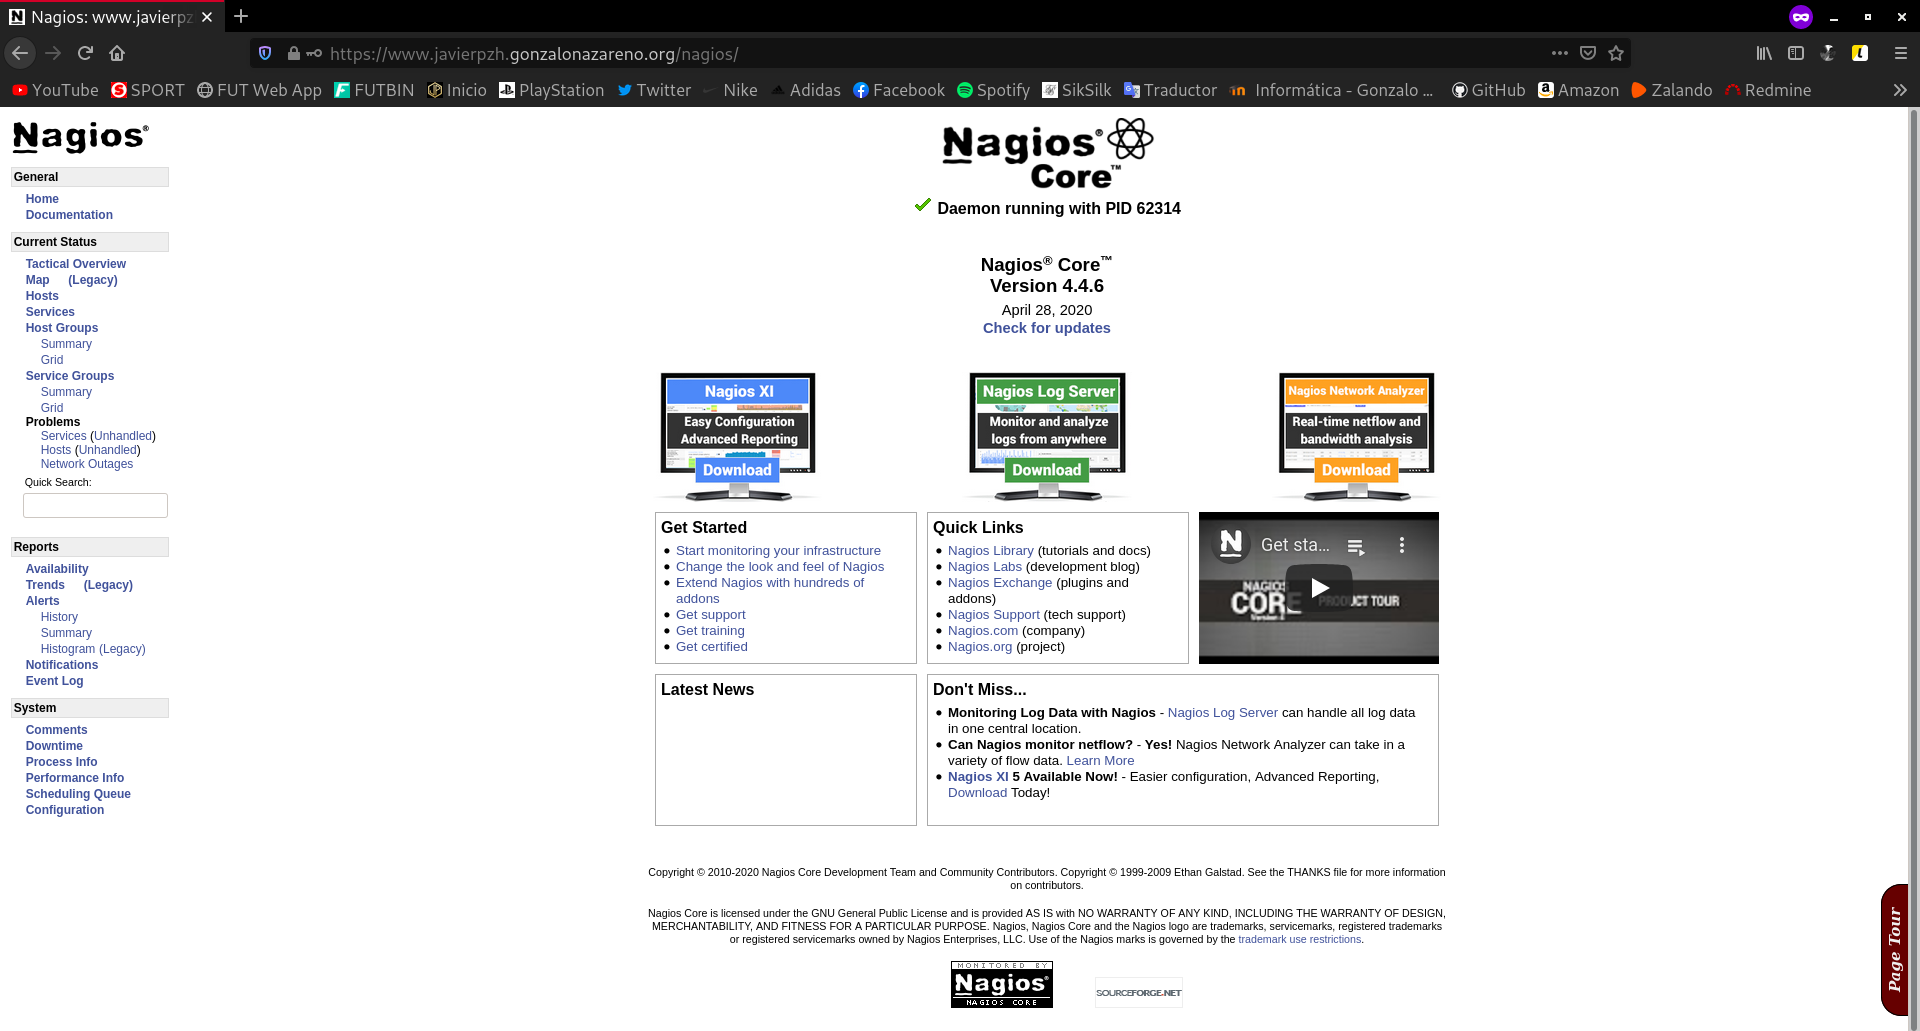 Nagios: www.javierpz
https://www.javierpzh.gonzalonazareno.org/nagios/
YouTube SPORT FUT Web App FUTBIN Inicio PlayStation Twitter Nike Adidas Facebook Spotify SikSilk Traductor Informática - Gonzalo ... GitHub Amazon Zalando Redmine
Nagios®
General
Home
Documentation
Current Status
Tactical Overview
Map (Legacy)
Hosts
Services
Host Groups
Summary
Grid
Service Groups
Summary
Grid
Problems
Services (Unhandled)
Hosts (Unhandled)
Network Outages
Quick Search:
Reports
Availability
Trends (Legacy)
Alerts
History
Summary
Histogram (Legacy)
Notifications
Event Log
System
Comments
Downtime
Process Info
Performance Info
Scheduling Queue
Configuration
Nagios®
Core™
Daemon running with PID 62314
Nagios® Core™
Version 4.4.6
April 28, 2020
Check for updates
Nagios XI
Easy Configuration
Advanced Reporting
Download
Nagios Log Server
Monitor and analyze
logs from anywhere
Download
Nagios Network Analyzer
Real-time netflow and
bandwidth analysis
Download
Get Started
Start monitoring your infrastructure
Change the look and feel of Nagios
Extend Nagios with hundreds of
addons
Get support
Get training
Get certified
Quick Links
Nagios Library (tutorials and docs)
Nagios Labs (development blog)
Nagios Exchange (plugins and
addons)
Nagios Support (tech support)
Nagios.com (company)
Nagios.org (project)
N Get sta...
NAGIOS
CORE PRODUCT TOUR
Latest News
Don't Miss...
Monitoring Log Data with Nagios - Nagios Log Server can handle all log data
in one central location.
Can Nagios monitor netflow? - Yes! Nagios Network Analyzer can take in a
variety of flow data. Learn More
Nagios XI 5 Available Now! - Easier configuration, Advanced Reporting,
Download Today!
Copyright © 2010-2020 Nagios Core Development Team and Community Contributors. Copyright © 1999-2009 Ethan Galstad. See the THANKS file for more information
on contributors.
Nagios Core is licensed under the GNU General Public License and is provided AS IS with NO WARRANTY OF ANY KIND, INCLUDING THE WARRANTY OF DESIGN,
MERCHANTABILITY, AND FITNESS FOR A PARTICULAR PURPOSE. Nagios, Nagios Core and the Nagios logo are trademarks, servicemarks, registered trademarks
or registered servicemarks owned by Nagios Enterprises, LLC. Use of the Nagios marks is governed by the trademark use restrictions.
MONITORED BY
Nagios®
NAGIOS CORE
SOURCEFORGE.NET
Page Tour